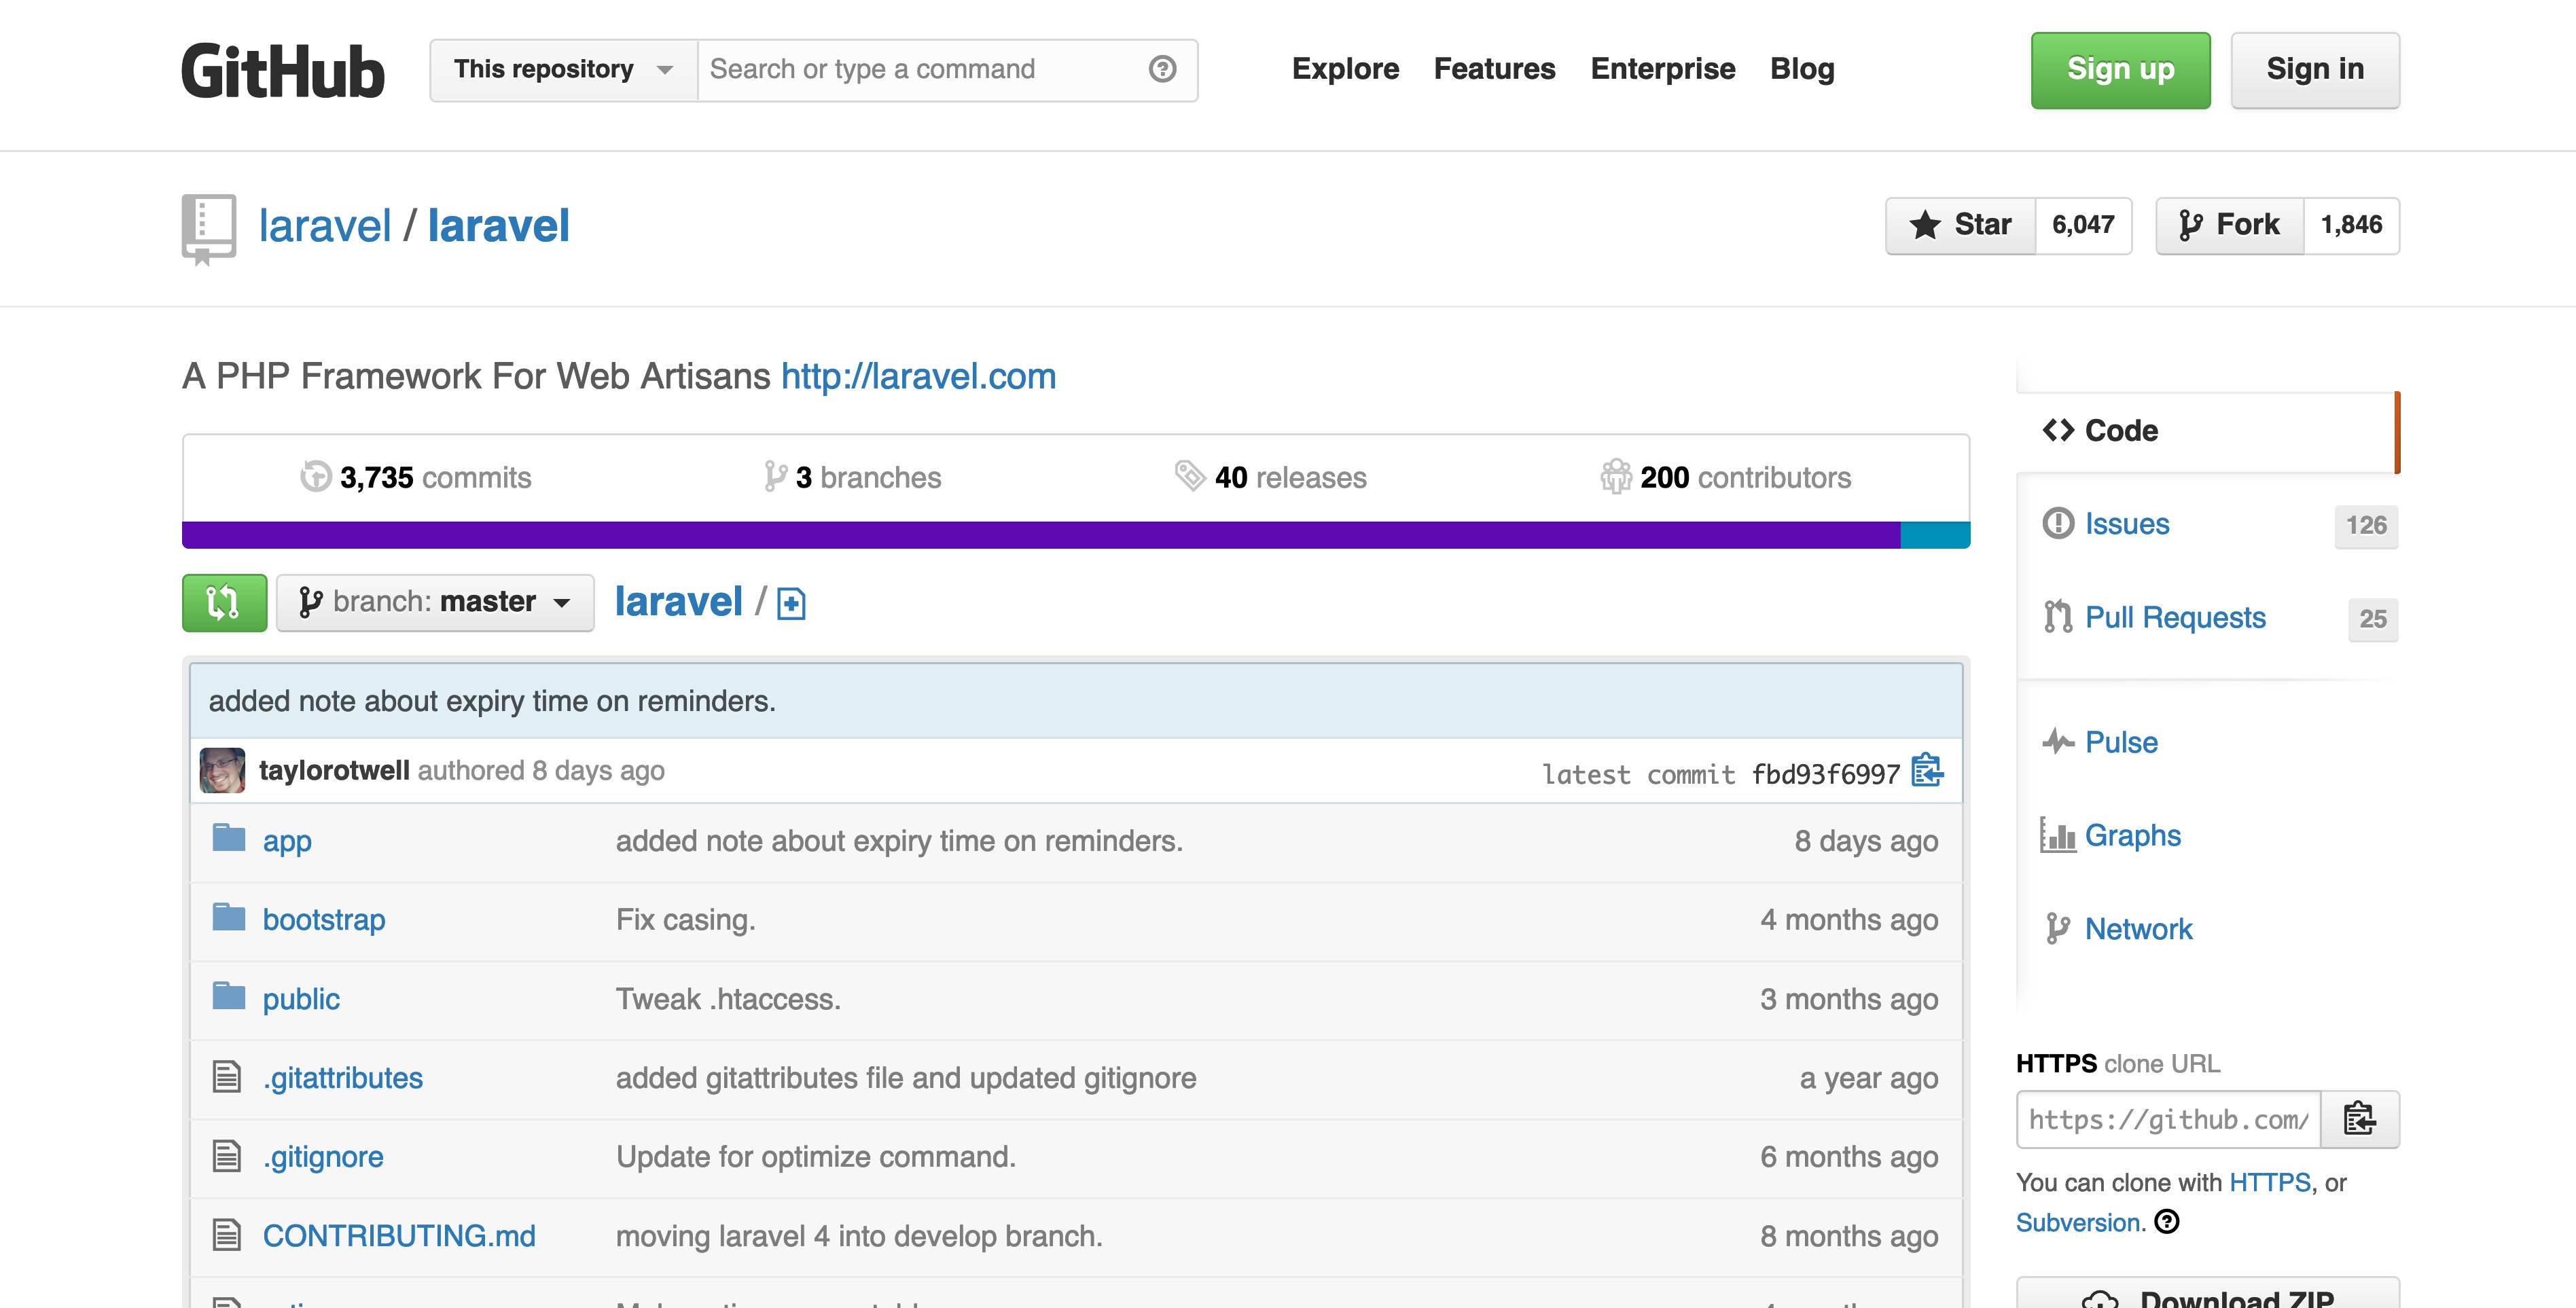 GitHub This repository Search or type a command Explore Features Enterprise Blog Sign up Sign in
laravel / laravel Star 6,047 Fork 1,846
A PHP Framework For Web Artisans http://laravel.com
3,735 commits 3 branches 40 releases 200 contributors
branch: master laravel /
added note about expiry time on reminders.
taylorotwell authored 8 days ago latest commit fbd93f6997
app added note about expiry time on reminders. 8 days ago
bootstrap Fix casing. 4 months ago
public Tweak .htaccess. 3 months ago
.gitattributes added gitattributes file and updated gitignore a year ago
.gitignore Update for optimize command. 6 months ago
CONTRIBUTING.md moving laravel 4 into develop branch. 8 months ago
Code
Issues 126
Pull Requests 25
Pulse
Graphs
Network
HTTPS clone URL
https://github.com/
You can clone with HTTPS, or
Subversion.
Download ZIP